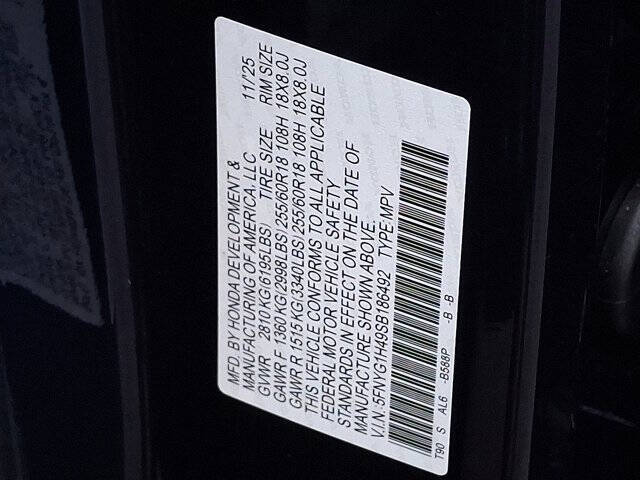 MFD. BY HONDA DEVELOPMENT &
MANUFACTURING OF AMERICA, LLC 11/'25
GVWR 2810 KG(6195LBS) TIRE SIZE RIM SIZE
GAWR F 1360 KG(2998LBS) 255/60R18 108H 18X8.0J
GAWR R 1515 KG(3340LBS) 255/60R18 108H 18X8.0J
THIS VEHICLE CONFORMS TO ALL APPLICABLE
FEDERAL MOTOR VEHICLE SAFETY
STANDARDS IN EFFECT ON THE DATE OF
MANUFACTURE SHOWN ABOVE.
V.I.N. 5FNYG1H49SB186492 TYPE MPV
T90 S AL6 -B588P -B -B